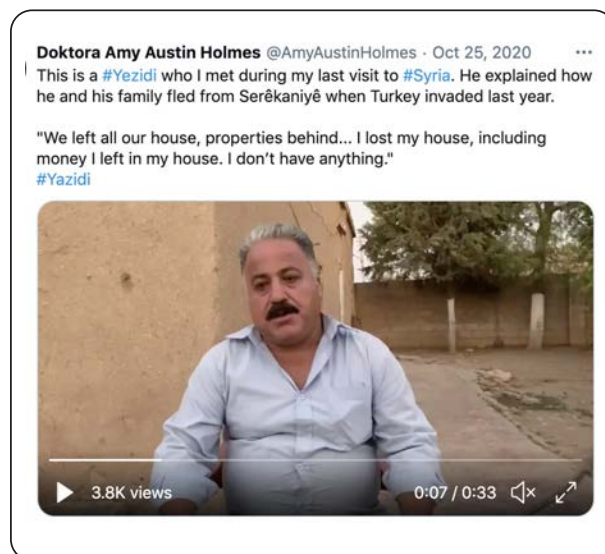 Doktora Amy Austin Holmes @AmyAustinHolmes · Oct 25, 2020 ···
This is a #Yezidi who I met during my last visit to #Syria. He explained how
he and his family fled from Serêkaniyê when Turkey invaded last year.
"We left all our house, properties behind... I lost my house, including
money I left in my house. I don't have anything."
#Yazidi
3.8K views 0:07 / 0:33